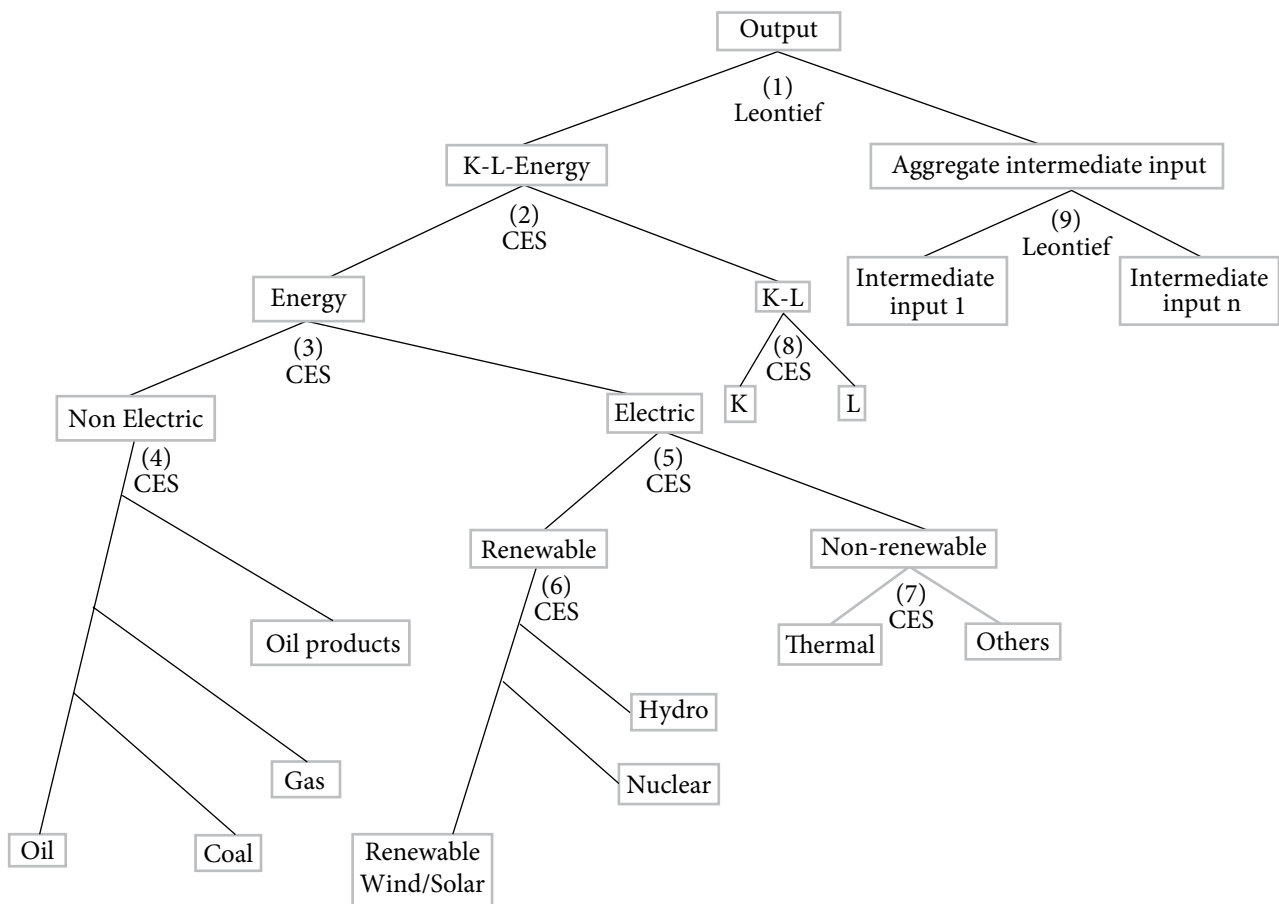 Output
(1)
Leontief
K-L-Energy
Aggregate intermediate input
(2)
CES
(9)
Leontief
Energy
K-L
Intermediate
input 1
Intermediate
input n
(3)
CES
(8)
CES
Non Electric
Electric
K
L
(4)
CES
(5)
CES
Renewable
Non-renewable
(6)
CES
(7)
CES
Oil products
Thermal
Others
Hydro
Gas
Nuclear
Oil
Coal
Renewable
Wind/Solar